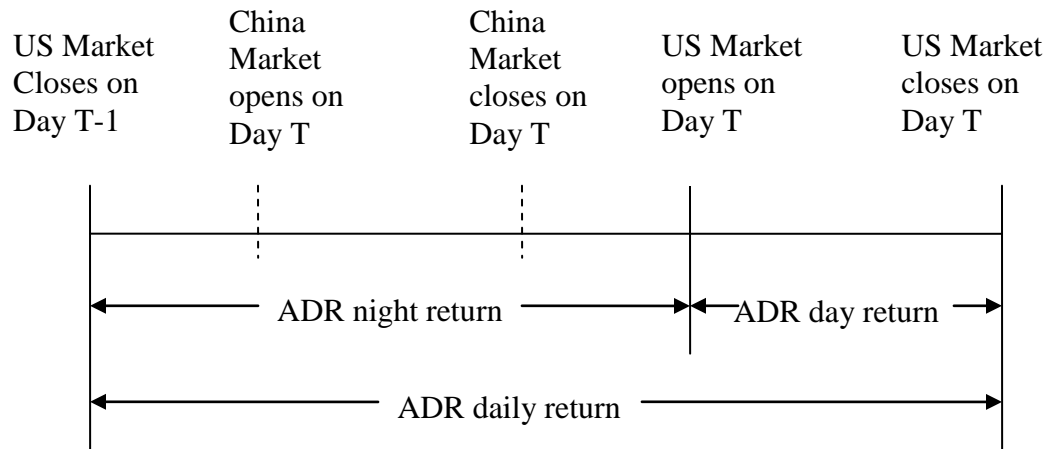 US Market
Closes on
Day T-1
China
Market
opens on
Day T
China
Market
closes on
Day T
US Market
opens on
Day T
US Market
closes on
Day T
ADR night return
ADR day return
ADR daily return